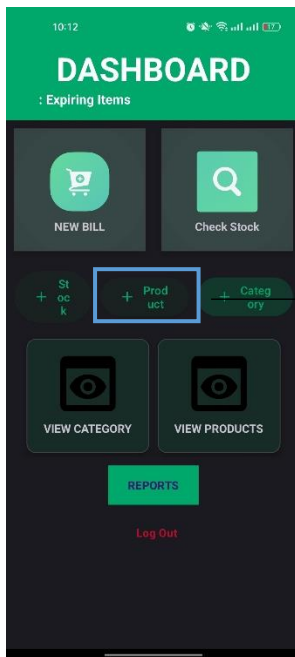 10:12
17
DASHBOARD
: Expiring Items
NEW BILL
Check Stock
+ St
oc
k
+ Prod
uct
+ Categ
ory
VIEW CATEGORY
VIEW PRODUCTS
REPORTS
Log Out